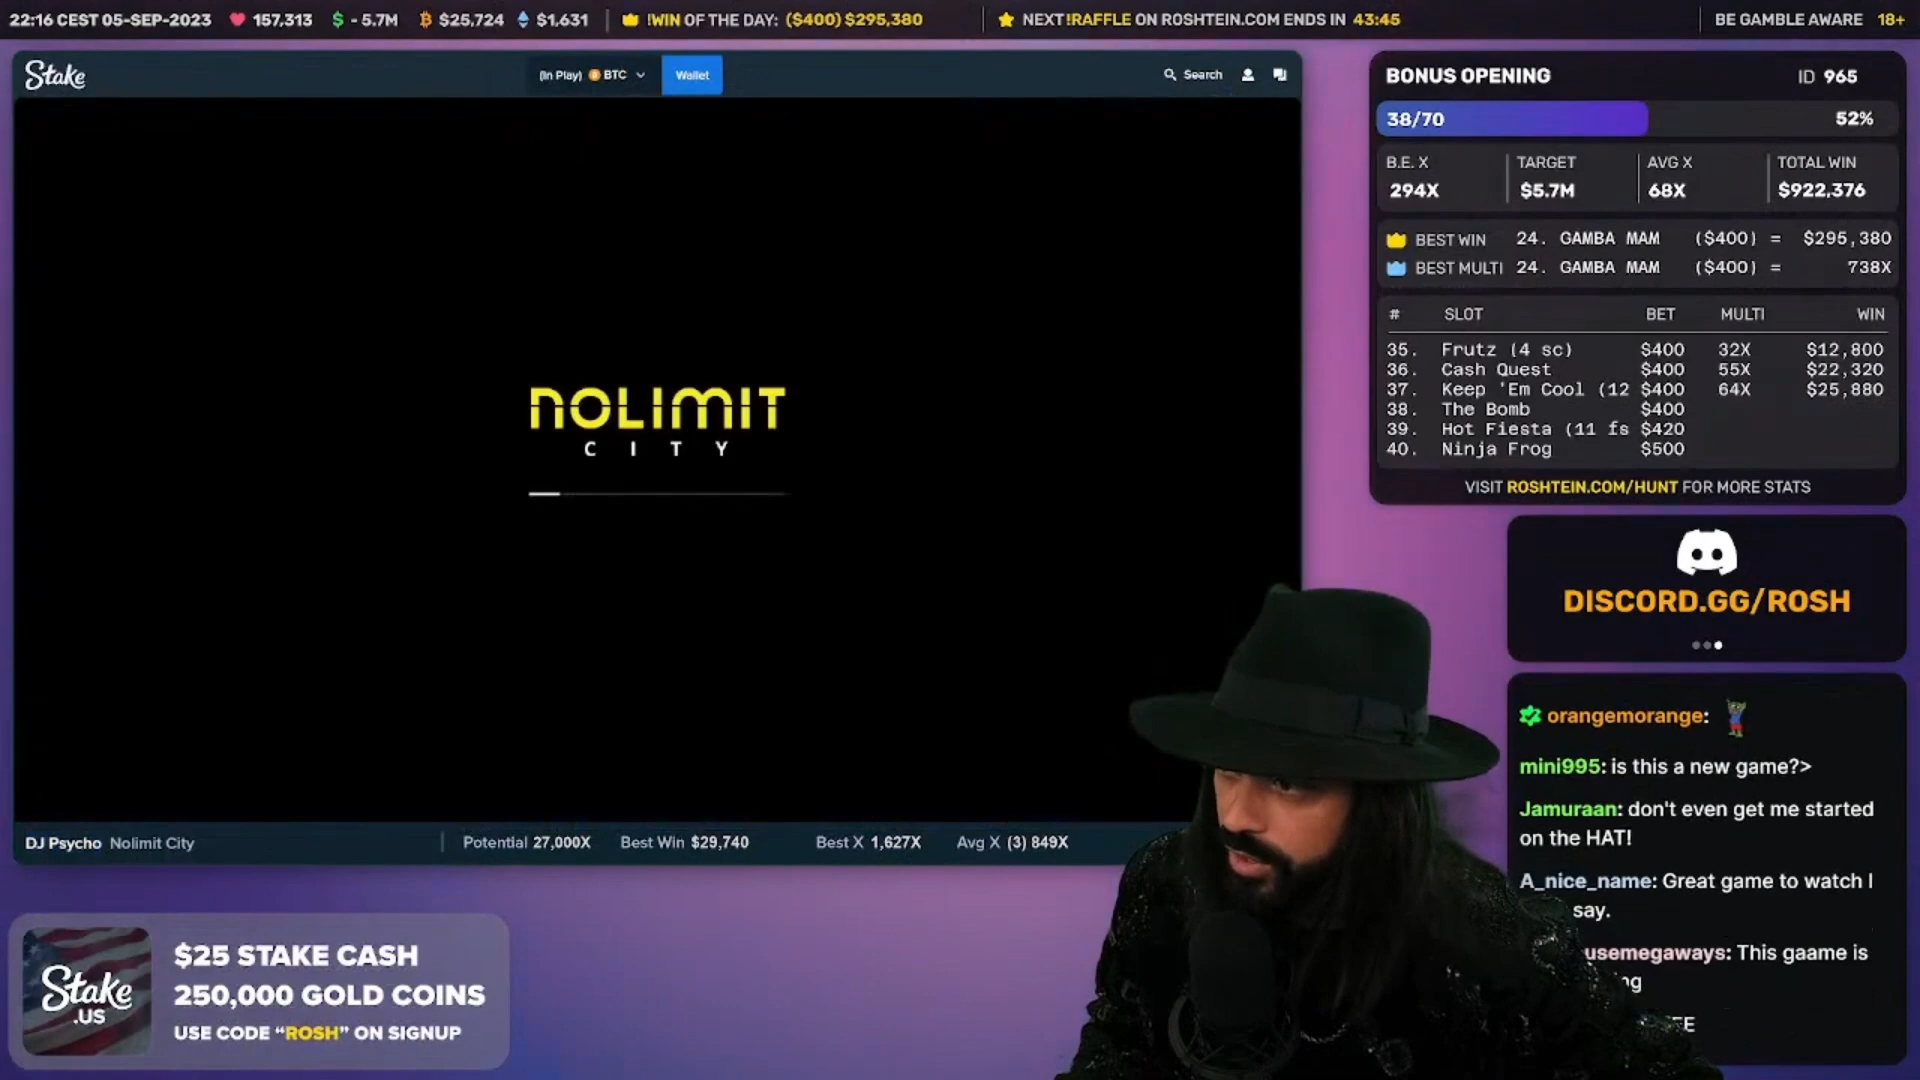 22:16 CEST 05-SEP-2023 157,313 $ - 5.7M $25,724 $1,631 !WIN OF THE DAY: ($400) $295,380 NEXT !RAFFLE ON ROSHTEIN.COM ENDS IN 43:45 BE GAMBLE AWARE 18+
Stake (In Play) BTC Wallet Search
nOLIMIT
CITY
DJ Psycho Nolimit City Potential 27,000X Best Win $29,740 Best X 1,627X Avg X (3) 849X
Stake
.US
$25 STAKE CASH
250,000 GOLD COINS
USE CODE “ROSH” ON SIGNUP
BONUS OPENING ID 965
38/70 52%
B.E. X TARGET AVG X TOTAL WIN
294X $5.7M 68X $922,376
BEST WIN 24. GAMBA MAM ($400) = $295,380
BEST MULTI 24. GAMBA MAM ($400) = 738X
# SLOT BET MULTI WIN
35. Frutz (4 sc) $400 32X $12,800
36. Cash Quest $400 55X $22,320
37. Keep 'Em Cool (12 $400 64X $25,880
38. The Bomb $400
39. Hot Fiesta (11 fs $420
40. Ninja Frog $500
VISIT ROSHTEIN.COM/HUNT FOR MORE STATS
DISCORD.GG/ROSH
orangemorange:
mini995: is this a new game?>
Jamuraan: don't even get me started
on the HAT!
A_nice_name: Great game to watch I
say.
usemegaways: This gaame is